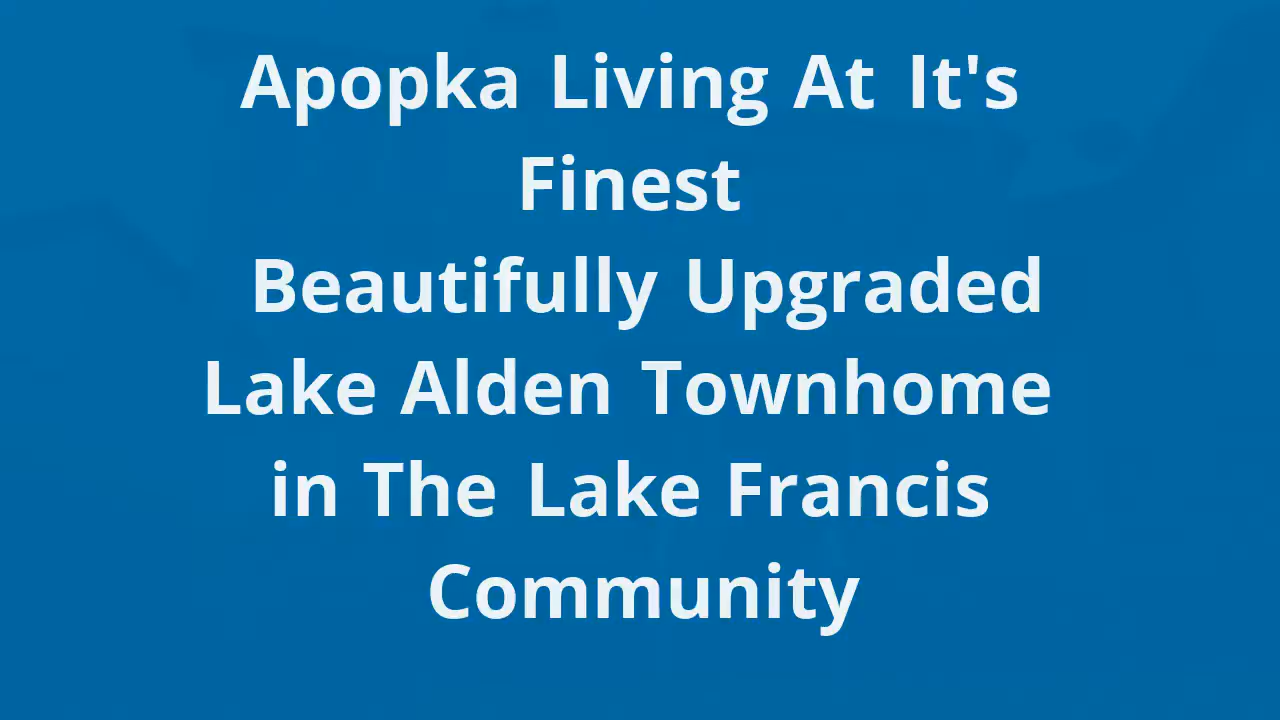 Apopka Living At It's
Finest
Beautifully Upgraded
Lake Alden Townhome
in The Lake Francis
Community